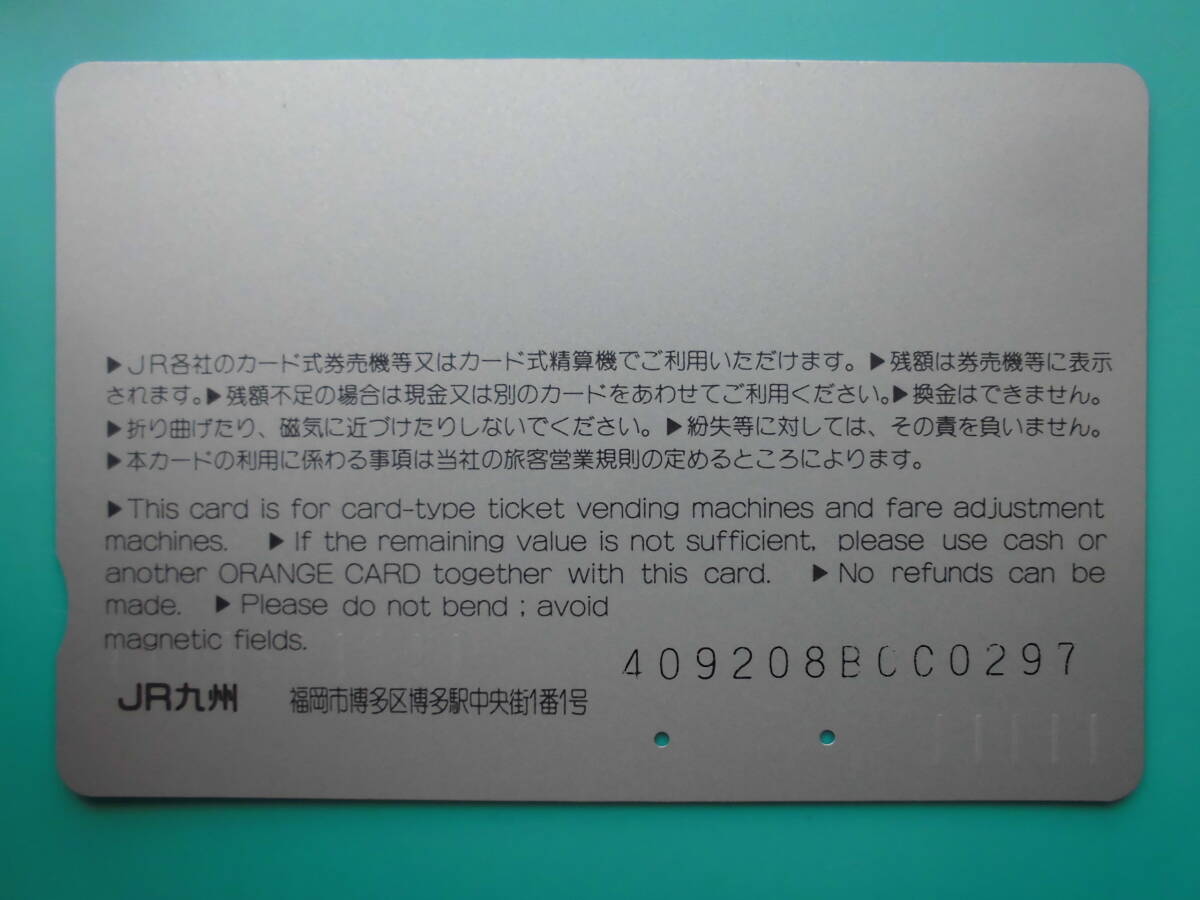 ▶JR各社のカード式券売機等又はカード式精算機でご利用いただけます。▶残額は券売機等に表示
されます。▶残額不足の場合は現金又は別のカードをあわせてご利用ください。▶換金はできません。
▶折り曲げたり、磁気に近づけたりしないでください。▶紛失等に対しては、その責を負いません。
▶本カードの利用に係わる事項は当社の旅客営業規則の定めるところによります。
▶This card is for card-type ticket vending machines and fare adjustment
machines. ▶If the remaining value is not sufficient, please use cash or
another ORANGE CARD together with this card. ▶No refunds can be
made. ▶Please do not bend ; avoid
magnetic fields.
409208BCCC0297
JR九州 福岡市博多区博多駅中央街1番1号